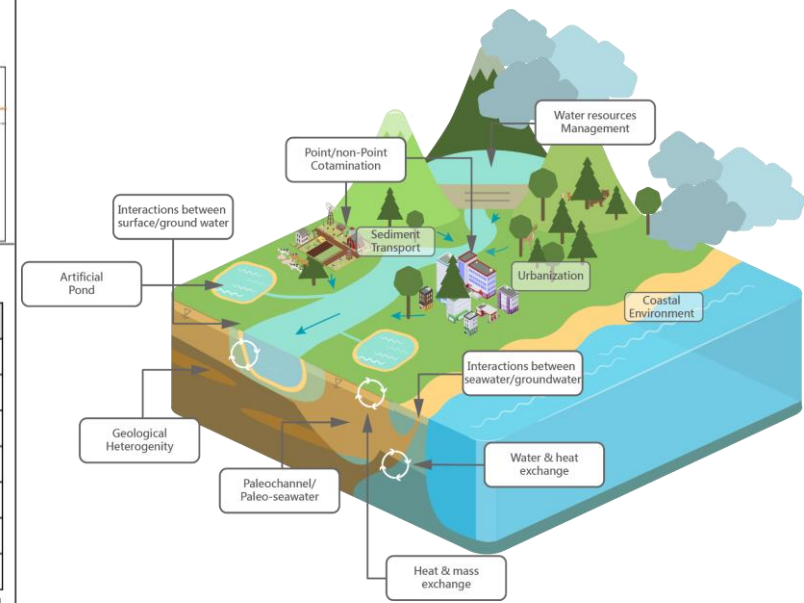 Water resources
Management
Point/non-Point
Cotamination
Interactions between
surface/ground water
Sediment
Transport
Artificial
Pond
Urbanization
Coastal
Environment
Interactions between
seawater/groundwater
Geological
Heterogenity
Water & heat
exchange
Paleochannel/
Paleo-seawater
Heat & mass
exchange